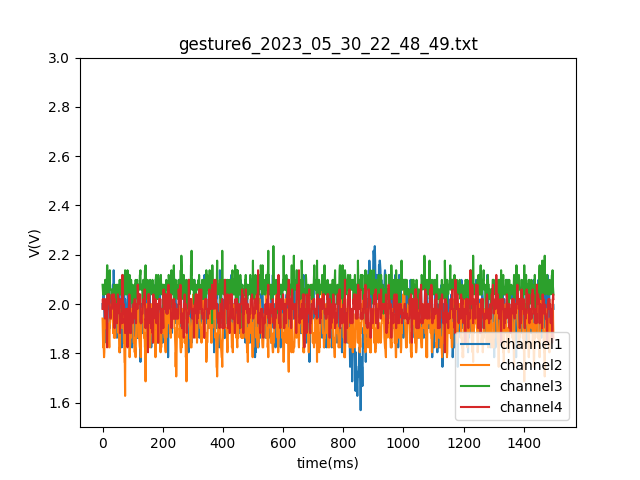 gesture6_2023_05_30_22_48_49.txt
3.0
2.8
2.6
2.4
2.2
2.0
1.8
1.6
V(V)
channel1
channel2
channel3
channel4
0 200 400 600 800 1000 1200 1400
time(ms)